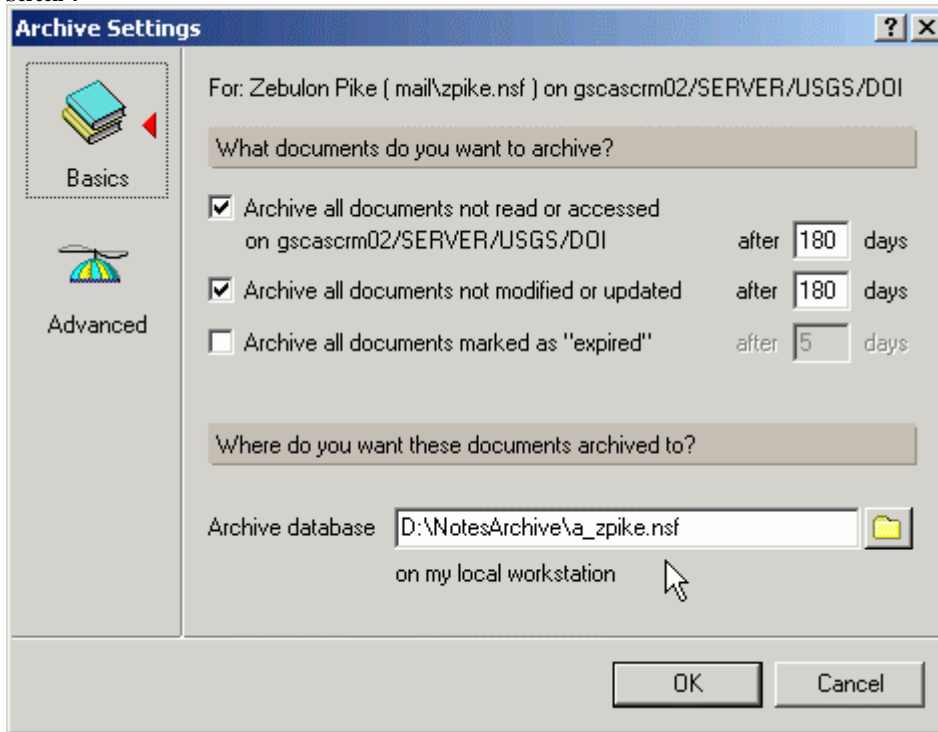 Archive Settings
Basics
Advanced
For: Zebulon Pike ( mail\zpike.nsf ) on gscascrm02/SERVER/USGS/DOI
What documents do you want to archive?
Archive all documents not read or accessed
on gscascrm02/SERVER/USGS/DOI after 180 days
Archive all documents not modified or updated after 180 days
Archive all documents marked as "expired" after 5 days
Where do you want these documents archived to?
Archive database D:\NotesArchive\a_zpike.nsf
on my local workstation
OK Cancel